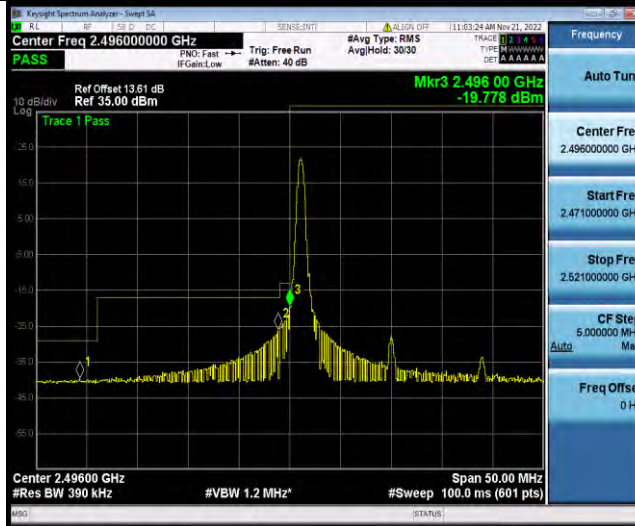 Keysight Spectrum Analyzer - Swept SA
RL RF 50 Ω DC SENSE:INT ALIGN OFF 11:03:24 AM Nov 21, 2022
Center Freq 2.496000000 GHz
PASS
PNO: Fast
IFGain:Low
Trig: Free Run
#Atten: 40 dB
#Avg Type: RMS
Avg|Hold: 30/30
TRACE 1 2 3 4 5 6
TYPE M WWWWW
DET A A A A A A
Frequency
Ref Offset 13.61 dB
10 dB/div Ref 35.00 dBm
Log
Mkr3 2.496 00 GHz
-19.778 dBm
Trace 1 Pass
25.0
15.0
5.00
-5.00
-15.0
-25.0
-35.0
-45.0
-55.0
1
2
3
Auto Tun
Center Fre
2.496000000 GH
Start Fre
2.471000000 GH
Stop Fre
2.521000000 GH
CF Step
5.000000 MH
Auto Ma
Freq Offse
0 H
Center 2.49600 GHz Span 50.00 MHz
#Res BW 390 kHz #VBW 1.2 MHz* #Sweep 100.0 ms (601 pts)
MSG STATUS